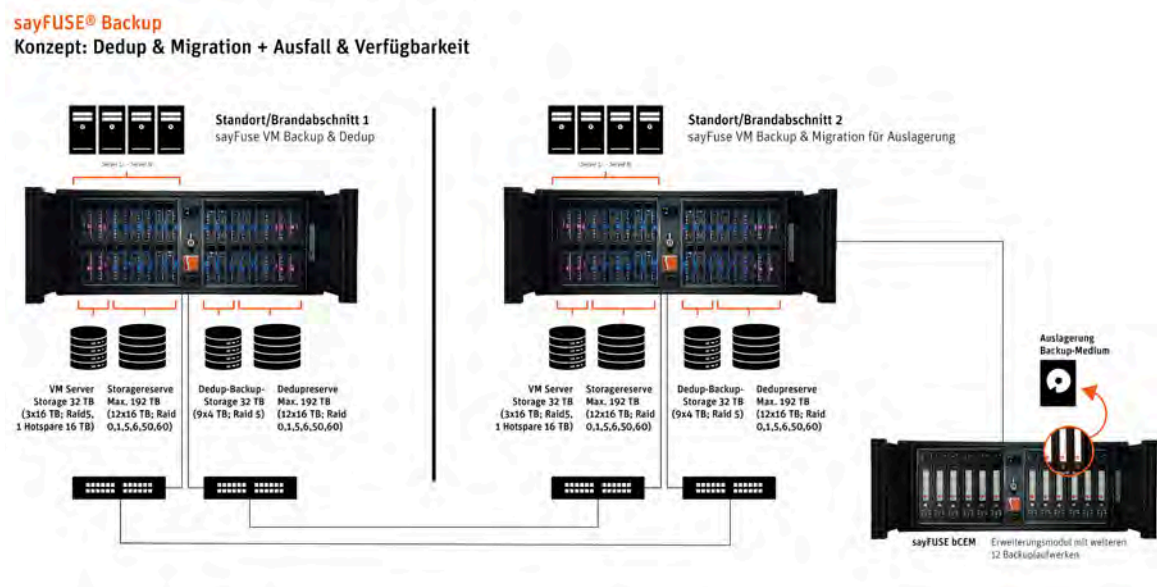 sayFUSE® Backup
Konzept: Dedup & Migration + Ausfall & Verfügbarkeit
Standort/Brandabschnitt 1
sayFuse VM Backup & Dedup
Standort/Brandabschnitt 2
sayFuse VM Backup & Migration für Auslagerung
VM Server
Storage 32 TB
(3x16 TB; Raid5,
1 Hotspare 16 TB)
Storagereserve
Max. 192 TB
(12x16 TB; Raid
0,1,5,6,50,60)
Dedup-Backup-
Storage 32 TB
(9x4 TB; Raid 5)
Dedupreserve
Max. 192 TB
(12x16 TB; Raid
0,1,5,6,50,60)
VM Server
Storage 32 TB
(3x16 TB; Raid5,
1 Hotspare 16 TB)
Storagereserve
Max. 192 TB
(12x16 TB; Raid
0,1,5,6,50,60)
Dedup-Backup-
Storage 32 TB
(9x4 TB; Raid 5)
Dedupreserve
Max. 192 TB
(12x16 TB; Raid
0,1,5,6,50,60)
Auslagerung
Backup-Medium
sayFUSE bCEM
Erweiterungsmodul mit weiteren
12 Backuplaufwerken